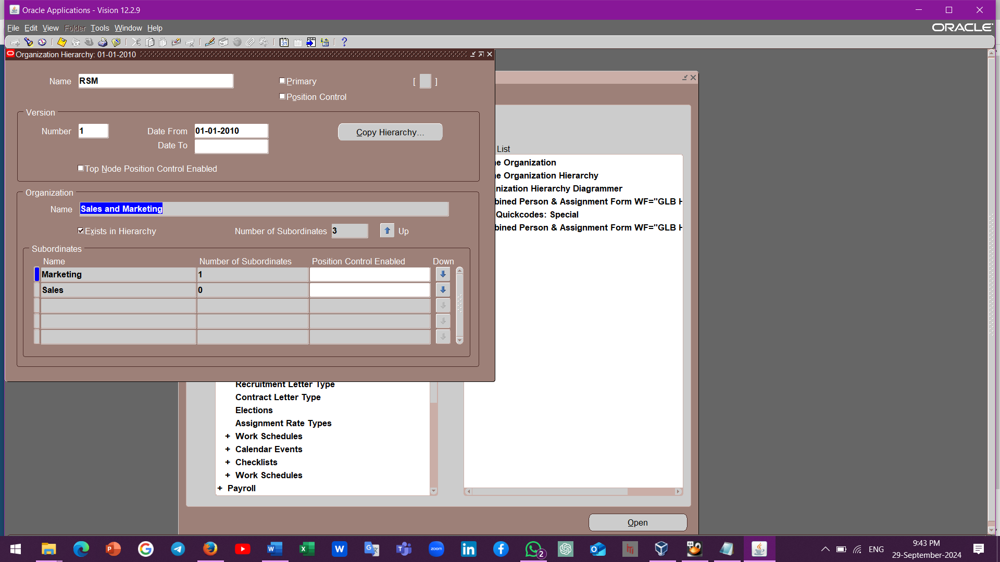 Oracle Applications - Vision 12.2.9
File Edit View Folder Tools Window Help
ORACLE
Organization Hierarchy: 01-01-2010
Name RSM
Primary
[ ]
Position Control
Version
Number 1
Date From 01-01-2010
Copy Hierarchy...
Date To
Top Node Position Control Enabled
Organization
Name Sales and Marketing
Exists in Hierarchy
Number of Subordinates 3
Up
Subordinates
Name Number of Subordinates Position Control Enabled Down
Marketing 1
Sales 0
List
e Organization
e Organization Hierarchy
nization Hierarchy Diagrammer
bined Person & Assignment Form WF="GLB H
Quickcodes: Special
bined Person & Assignment Form WF="GLB H
Recruitment Letter Type
Contract Letter Type
Elections
Assignment Rate Types
+ Work Schedules
+ Calendar Events
+ Checklists
+ Work Schedules
+ Payroll
Open
zoom
2
64
ENG
9:43 PM
29-September-2024